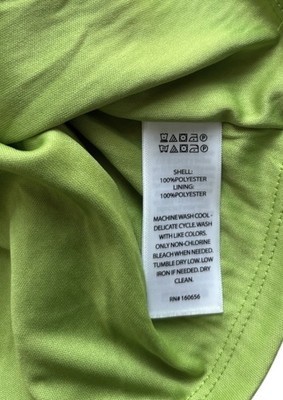 SHELL:
100%POLYESTER
LINING:
100%POLYESTER
MACHINE WASH COOL -
DELICATE CYCLE. WASH
WITH LIKE COLORS.
ONLY NON-CHLORINE
BLEACH WHEN NEEDED.
TUMBLE DRY LOW. LOW
IRON IF NEEDED. DRY
CLEAN.
RN# 160656